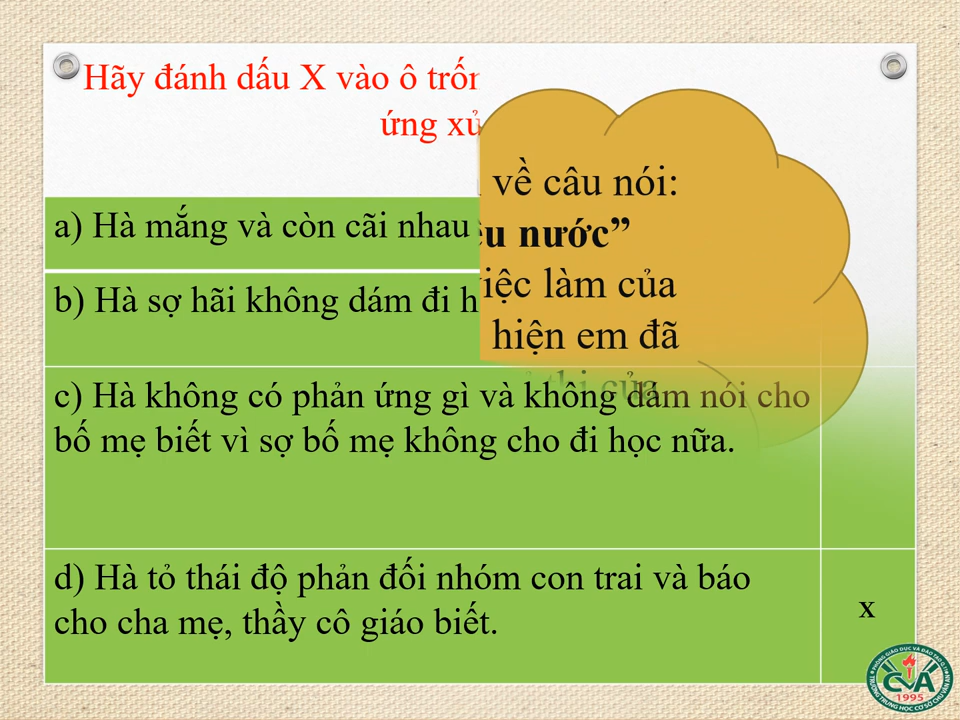 Hãy đánh dấu X vào ô
ứng
về câu nói:
nước”
a) Hà mắng và còn cãi nhau
làm của
b) Hà sợ hãi không dám đi
hiện em đã
của
c) Hà không có phản ứng gì và không dám nói cho
bố mẹ biết vì sợ bố mẹ không cho đi học nữa.
d) Hà tỏ thái độ phản đối nhóm con trai và báo
cho cha mẹ, thầy cô giáo biết.
x
CVA
1995